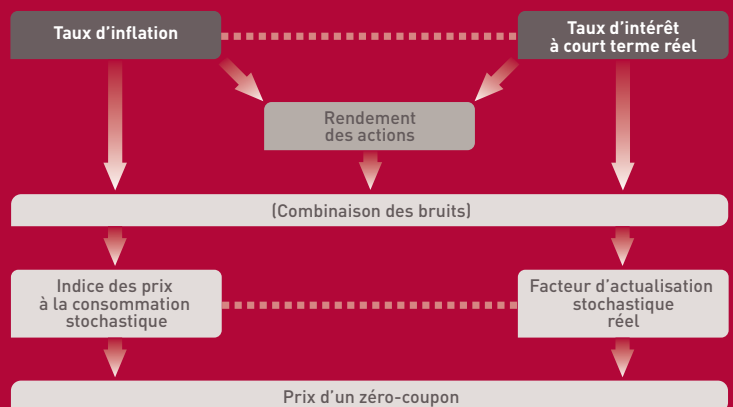 Taux d'inflation
Taux d'intérêt
à court terme réel
Rendement
des actions
(Combinaison des bruits)
Indice des prix
à la consommation
stochastique
Facteur d'actualisation
stochastique
réel
Prix d'un zéro-coupon